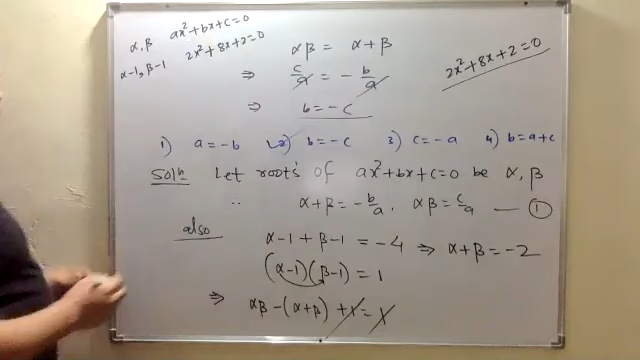 α, β ax²+bx+c=0
α-1, β-1 2x²+8x+2=0
αβ = α+β
⇒ c/a = - b/a
⇒ b = -c
2x²+8x+2=0
1) a=-b 2) b=-c 3) c=-a 4) b=a+c
Soln Let roots of ax²+bx+c=0 be α, β
∴ α+β = -b/a, αβ = c/a — ①
also α-1+β-1 = -4 ⇒ α+β = -2
(α-1)(β-1) = 1
⇒ αβ-(α+β)+1=1